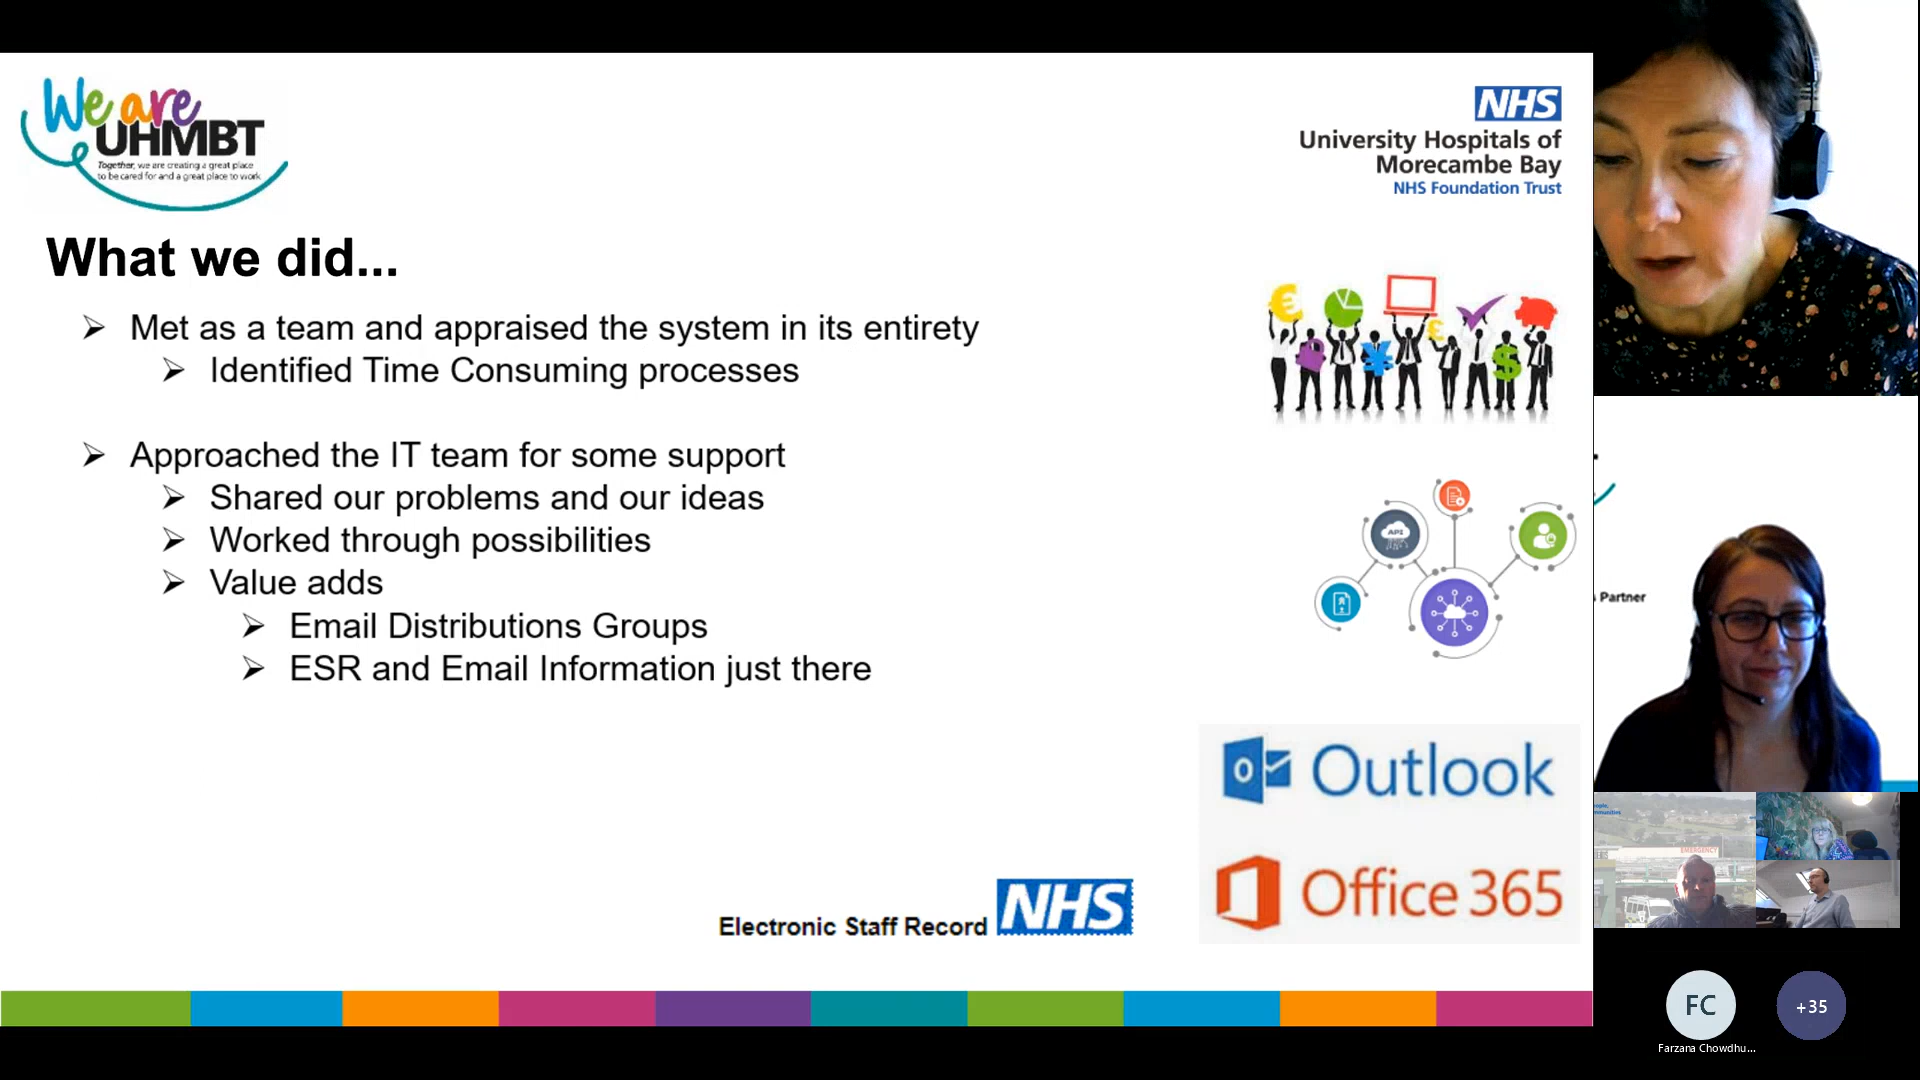 We are
UHMBT
Together, we are creating a great place
to be cared for and a great place to work
NHS
University Hospitals of
Morecambe Bay
NHS Foundation Trust
What we did...
Met as a team and appraised the system in its entirety
Identified Time Consuming processes
Approached the IT team for some support
Shared our problems and our ideas
Worked through possibilities
Value adds
Email Distributions Groups
ESR and Email Information just there
API
Outlook
Office 365
Electronic Staff Record NHS
Partner
EMERGENCY
FC
+35
Farzana Chowdhu...